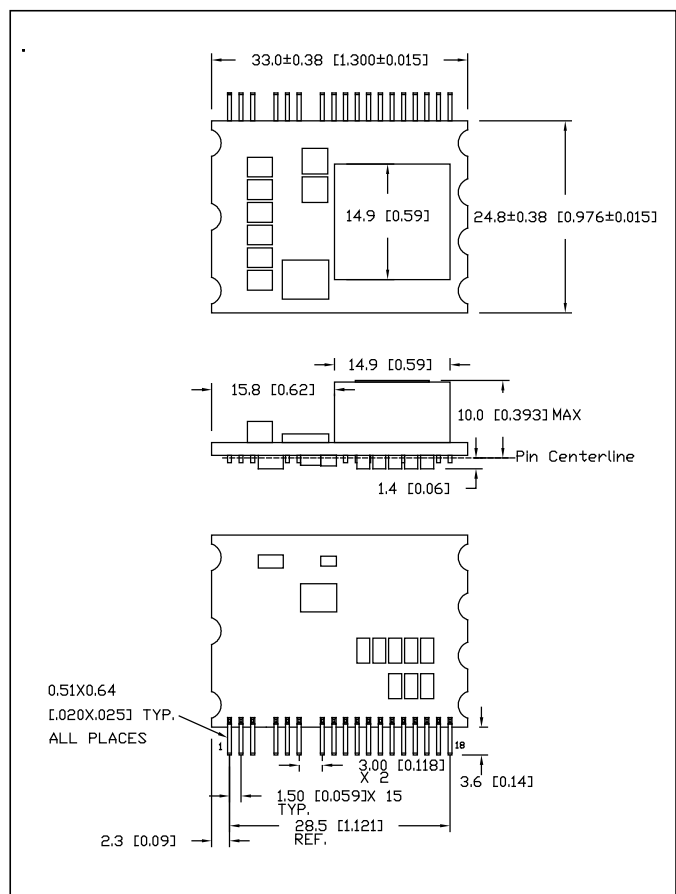 33.0±0.38 [1.300±0.015]
14.9 [0.59]
24.8±0.38 [0.976±0.015]
14.9 [0.59]
15.8 [0.62]
10.0 [0.393] MAX
Pin Centerline
1.4 [0.06]
0.51X0.64
[.020X.025] TYP.
ALL PLACES
1
18
3.00 [0.118]
X 2
3.6 [0.14]
1.50 [0.059]X 15
TYP.
28.5 [1.121]
REF.
2.3 [0.09]